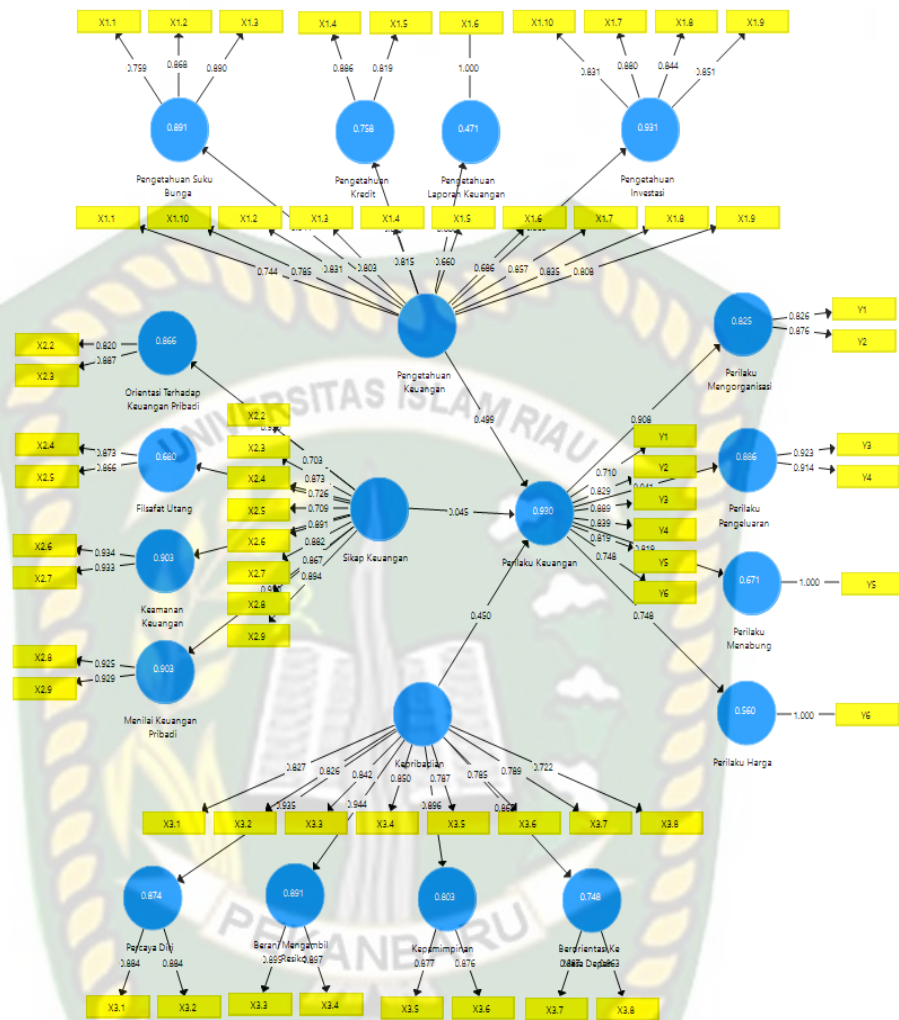 X1.1 X1.2 X1.3 X1.4 X1.5 X1.6 X1.10 X1.7 X1.8 X1.9
0.759 0.868 0.890 0.886 0.819 1.000 0.831 0.880 0.844 0.851
0.891 0.758 0.471 0.931
Pengetahuan Suku
Bunga
Pengetahuan
Kredit
Pengetahuan
Laporan Keuangan
Pengetahuan
Investasi
X1.1 X1.10 X1.2 X1.3 X1.4 X1.5 X1.6 X1.7 X1.8 X1.9
0.744 0.785 0.831 0.803 0.815 0.660 0.686 0.857 0.835 0.808
Pengetahuan
Keuangan
X2.2 0.820
X2.3 0.887
0.866
Orientasi Terhadap
Keuangan Pribadi
X2.4 0.873
X2.5 0.866
0.680
Filsafat Utang
X2.6 0.934
X2.7 0.933
0.903
Keamanan
Keuangan
X2.8 0.925
X2.9 0.929
0.903
Menilai Keuangan
Pribadi
X2.2
X2.3
X2.4
X2.5
X2.6
X2.7
X2.8
X2.9
0.703
0.873
0.726
0.709
0.891
0.882
0.867
0.894
Sikap Keuangan
0.489
0.045
0.450
0.930
Perilaku Keuangan
Y1
Y2
Y3
Y4
Y5
Y6
0.710
0.829
0.889
0.839
0.819
0.748
0.908
0.748
0.825
Perilaku
Mengorganisasi
0.826 Y1
0.876 Y2
0.886
Perilaku
Pengeluaran
0.923 Y3
0.914 Y4
0.671
Perilaku
Menabung
1.000 Y5
0.560
Perilaku Harga
1.000 Y6
Kepribadian
0.827 0.826 0.842 0.850 0.787 0.785 0.789 0.722
0.935 0.944 0.896
X3.1 X3.2 X3.3 X3.4 X3.5 X3.6 X3.7 X3.8
0.874 0.891 0.803 0.748
Percaya Diri
Berani Mengambil
Resiko
Kepemimpinan
Berorientasi Ke
Masa Depan
0.884 0.884 0.895 0.897 0.877 0.876
X3.1 X3.2 X3.3 X3.4 X3.5 X3.6 X3.7 X3.8
UNIVERSITAS ISLAM RIAU
PEKANBARU